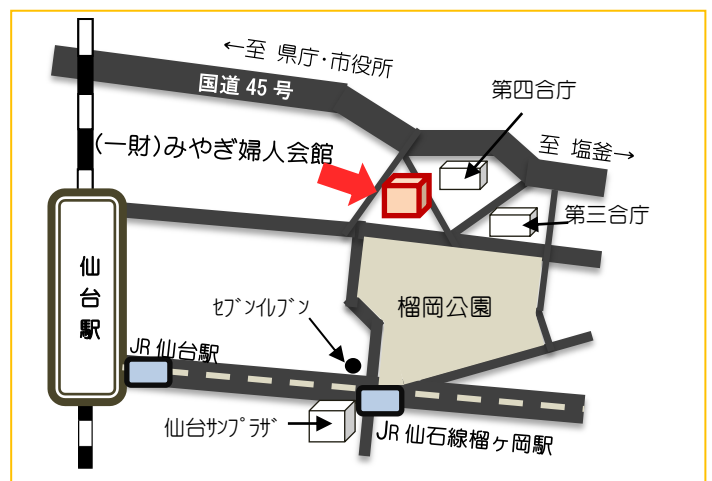 ←至 県庁・市役所
国道45号
第四合庁
(一財)みやぎ婦人会館
至 塩釜→
第三合庁
仙台駅
榴岡公園
ｾﾌﾞﾝｲﾚﾌﾞﾝ
JR 仙台駅
仙台ｻﾝﾌﾟﾗｻﾞ
JR 仙石線榴ヶ岡駅